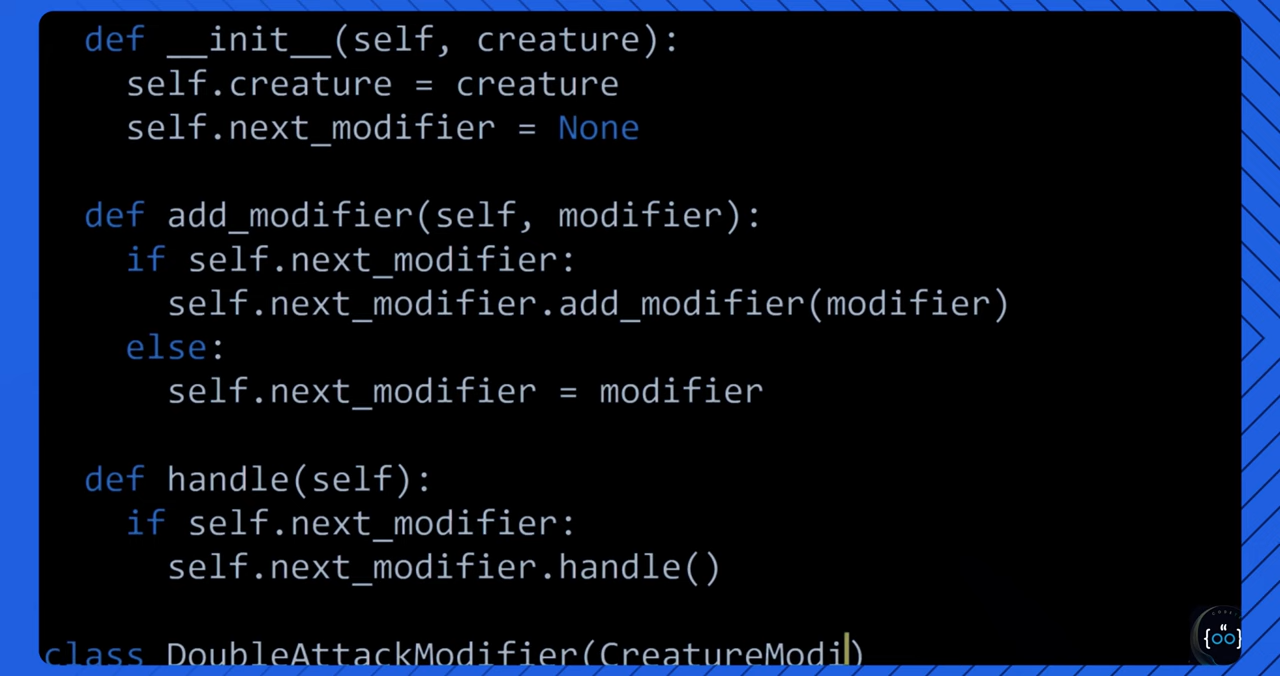 def __init__(self, creature):
self.creature = creature
self.next_modifier = None
def add_modifier(self, modifier):
if self.next_modifier:
self.next_modifier.add_modifier(modifier)
else:
self.next_modifier = modifier
def handle(self):
if self.next_modifier:
self.next_modifier.handle()
class DoubleAttackModifier(CreatureModi)